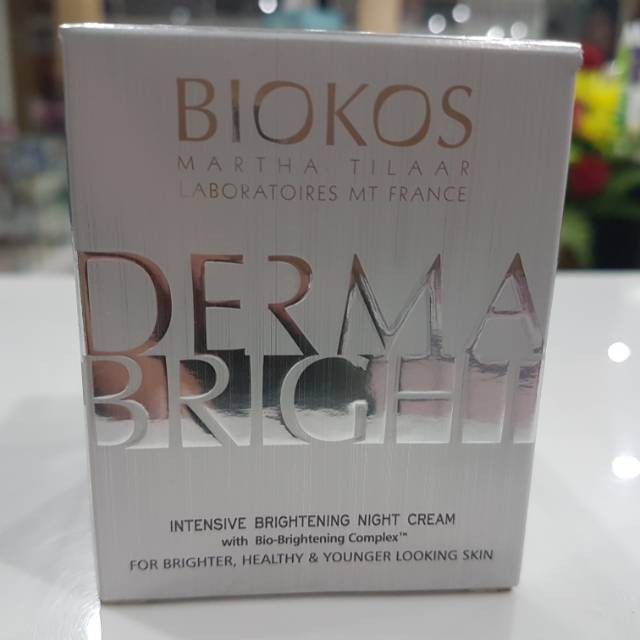 BIOKOS
MARTHA TILAAR
LABORATOIRES MT FRANCE
DERMA
BRIGHT
INTENSIVE BRIGHTENING NIGHT CREAM
with Bio-Brightening Complex™
FOR BRIGHTER, HEALTHY & YOUNGER LOOKING SKIN